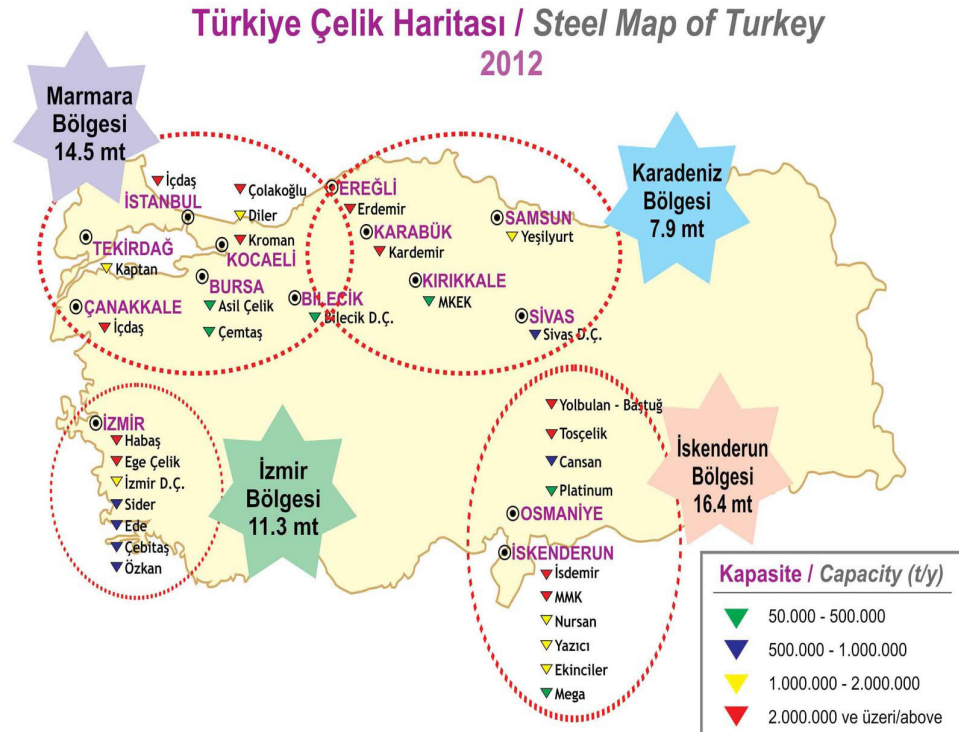 Türkiye Çelik Haritası / Steel Map of Turkey
2012
Marmara
Bölgesi
14.5 mt
Karadeniz
Bölgesi
7.9 mt
İçdaş
İSTANBUL
Çolakoğlu
Diler
Kroman
KOCAELİ
TEKİRDAĞ
Kaptan
BURSA
Asil Çelik
Çemtaş
ÇANAKKALE
İçdaş
BİLECİK
Bilecik D.Ç.
EREĞLİ
Erdemir
KARABÜK
Kardemir
SAMSUN
Yeşilyurt
KIRIKKALE
MKEK
SİVAS
Sivas D.Ç.
İZMİR
Habaş
Ege Çelik
İzmir D.Ç.
Sider
Ede
Çebitaş
Özkan
İzmir
Bölgesi
11.3 mt
Yolbulan - Baştuğ
Tosçelik
Cansan
Platinum
OSMANİYE
İSKENDERUN
İsdemir
MMK
Nursan
Yazıcı
Ekinciler
Mega
İskenderun
Bölgesi
16.4 mt
Kapasite / Capacity (t/y)
50.000 - 500.000
500.000 - 1.000.000
1.000.000 - 2.000.000
2.000.000 ve üzeri/above